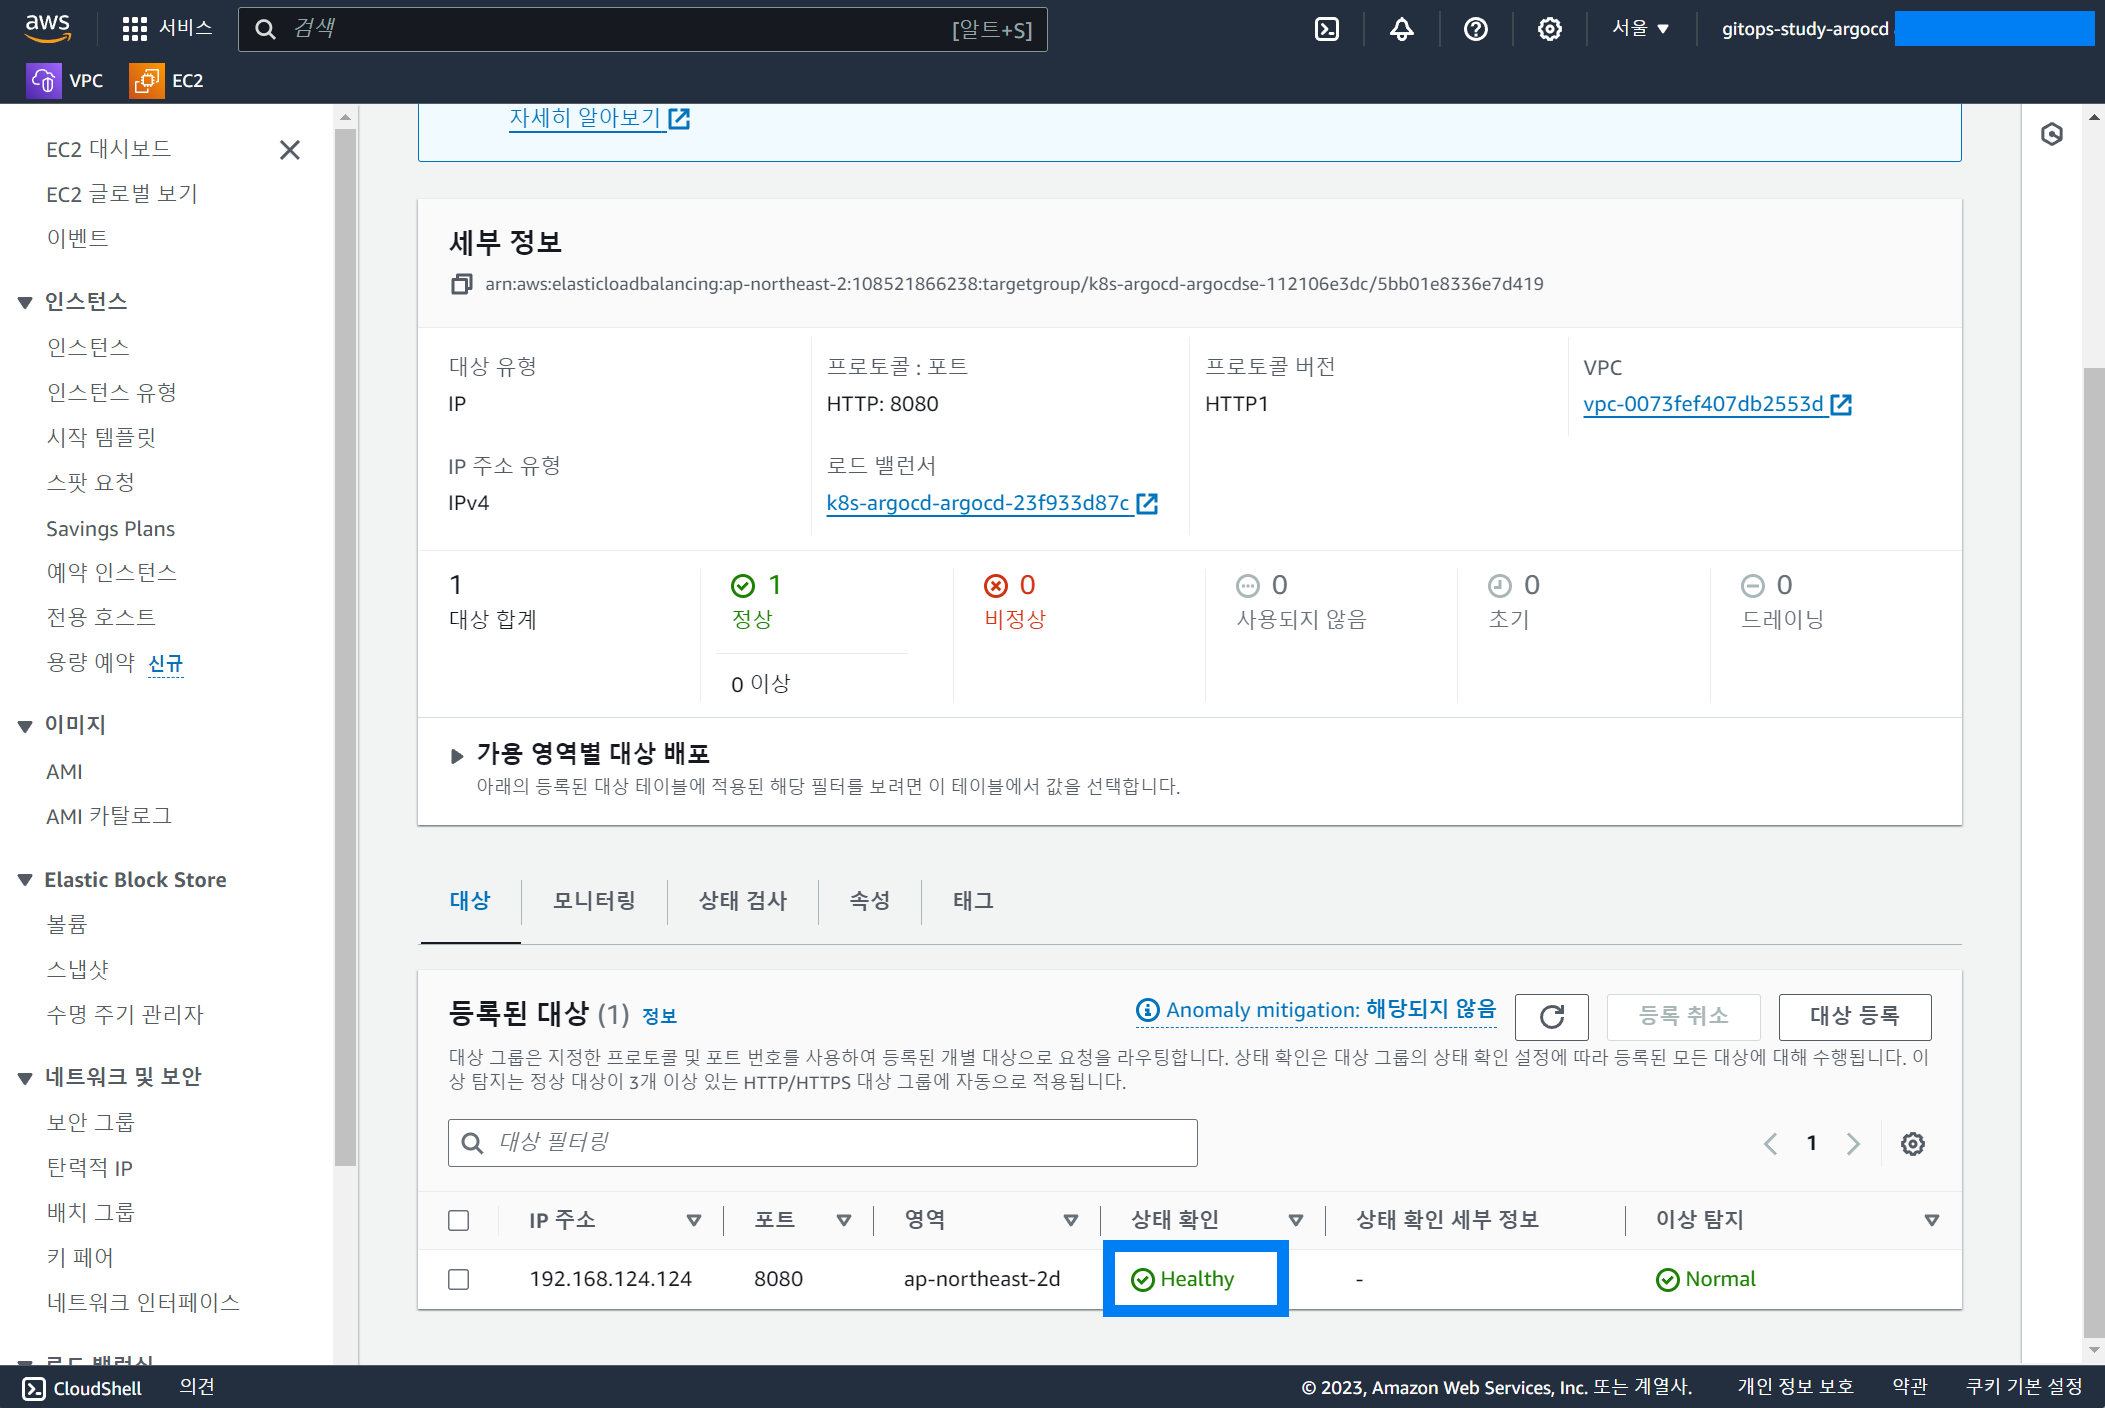 aws
서비스
검색
[알트+S]
서울
gitops-study-argocd
VPC
EC2
EC2 대시보드
EC2 글로벌 보기
이벤트
인스턴스
인스턴스
인스턴스 유형
시작 템플릿
스팟 요청
Savings Plans
예약 인스턴스
전용 호스트
용량 예약 신규
이미지
AMI
AMI 카탈로그
Elastic Block Store
볼륨
스냅샷
수명 주기 관리자
네트워크 및 보안
보안 그룹
탄력적 IP
배치 그룹
키 페어
네트워크 인터페이스
로드 밸런싱
자세히 알아보기
세부 정보
arn:aws:elasticloadbalancing:ap-northeast-2:108521866238:targetgroup/k8s-argocd-argocdse-112106e3dc/5bb01e8336e7d419
대상 유형
IP
프로토콜 : 포트
HTTP: 8080
프로토콜 버전
HTTP1
VPC
vpc-0073fef407db2553d
IP 주소 유형
IPv4
로드 밸런서
k8s-argocd-argocd-23f933d87c
1
대상 합계
1
정상
0 이상
0
비정상
0
사용되지 않음
0
초기
0
드레이닝
가용 영역별 대상 배포
아래의 등록된 대상 테이블에 적용된 해당 필터를 보려면 이 테이블에서 값을 선택합니다.
대상
모니터링
상태 검사
속성
태그
등록된 대상 (1) 정보
Anomaly mitigation: 해당되지 않음
등록 취소
대상 등록
대상 그룹은 지정한 프로토콜 및 포트 번호를 사용하여 등록된 개별 대상으로 요청을 라우팅합니다. 상태 확인은 대상 그룹의 상태 확인 설정에 따라 등록된 모든 대상에 대해 수행됩니다. 이
상 탐지는 정상 대상이 3개 이상 있는 HTTP/HTTPS 대상 그룹에 자동으로 적용됩니다.
대상 필터링
1
IP 주소
포트
영역
상태 확인
상태 확인 세부 정보
이상 탐지
192.168.124.124
8080
ap-northeast-2d
Healthy
-
Normal
CloudShell
의견
© 2023, Amazon Web Services, Inc. 또는 계열사.
개인 정보 보호
약관
쿠키 기본 설정